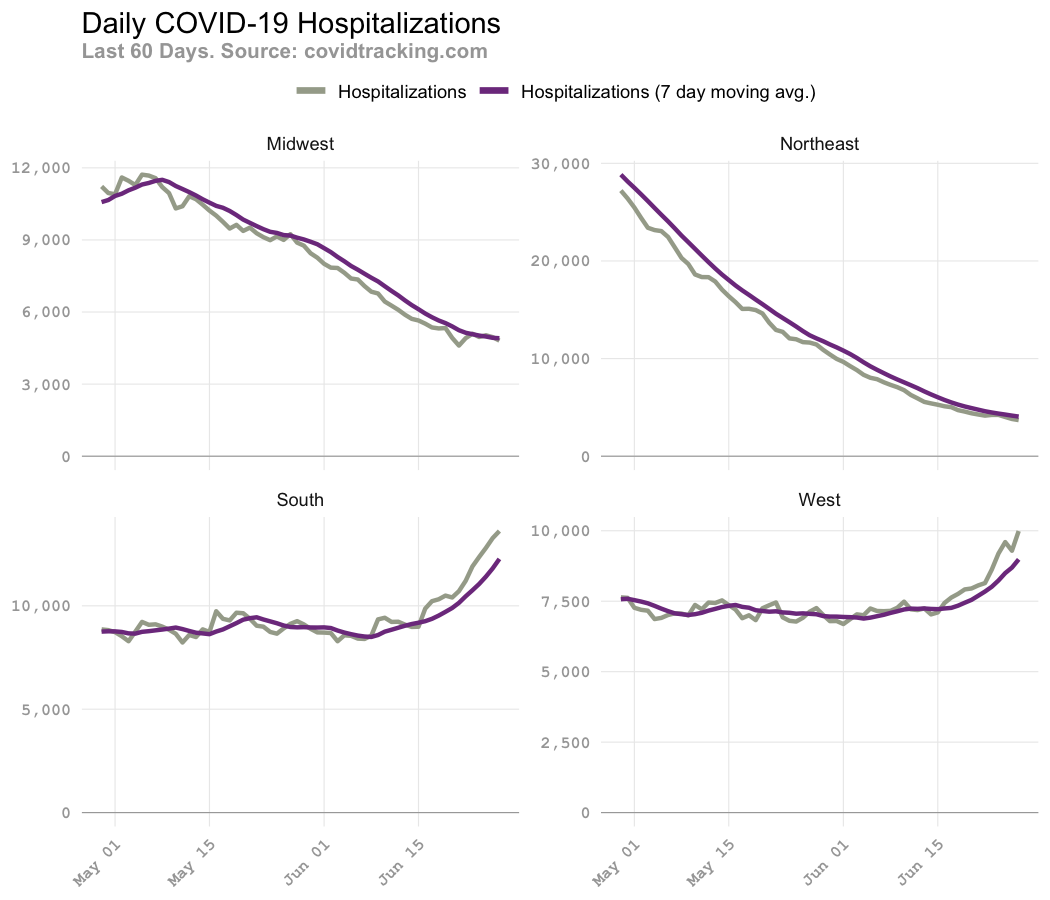 Daily COVID-19 Hospitalizations
Last 60 Days. Source: covidtracking.com
Hospitalizations Hospitalizations (7 day moving avg.)
Midwest
12,000
9,000
6,000
3,000
0
Northeast
30,000
20,000
10,000
0
South
10,000
5,000
0
May 01 May 15 Jun 01 Jun 15
West
10,000
7,500
5,000
2,500
0
May 01 May 15 Jun 01 Jun 15